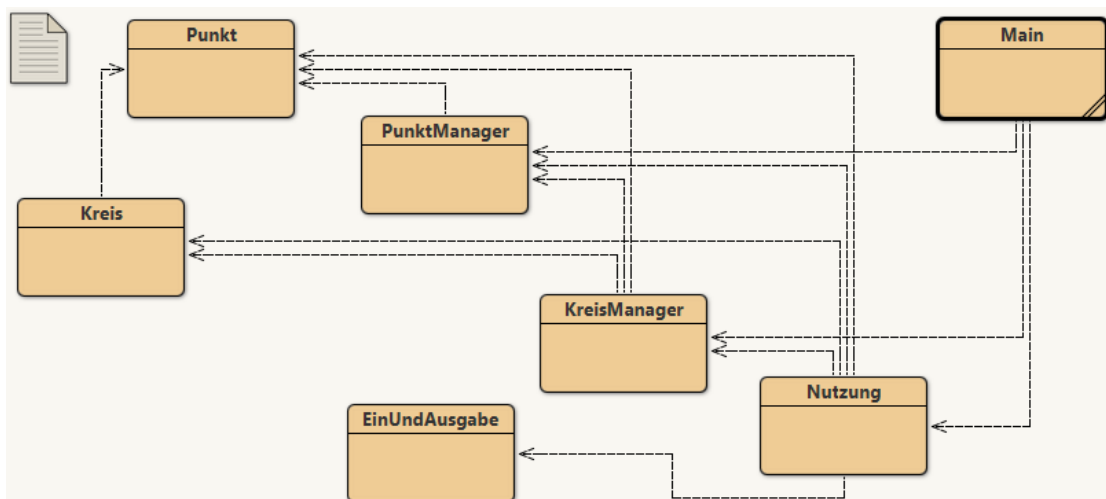 Punkt
Main
PunktManager
Kreis
KreisManager
Nutzung
EinUndAusgabe